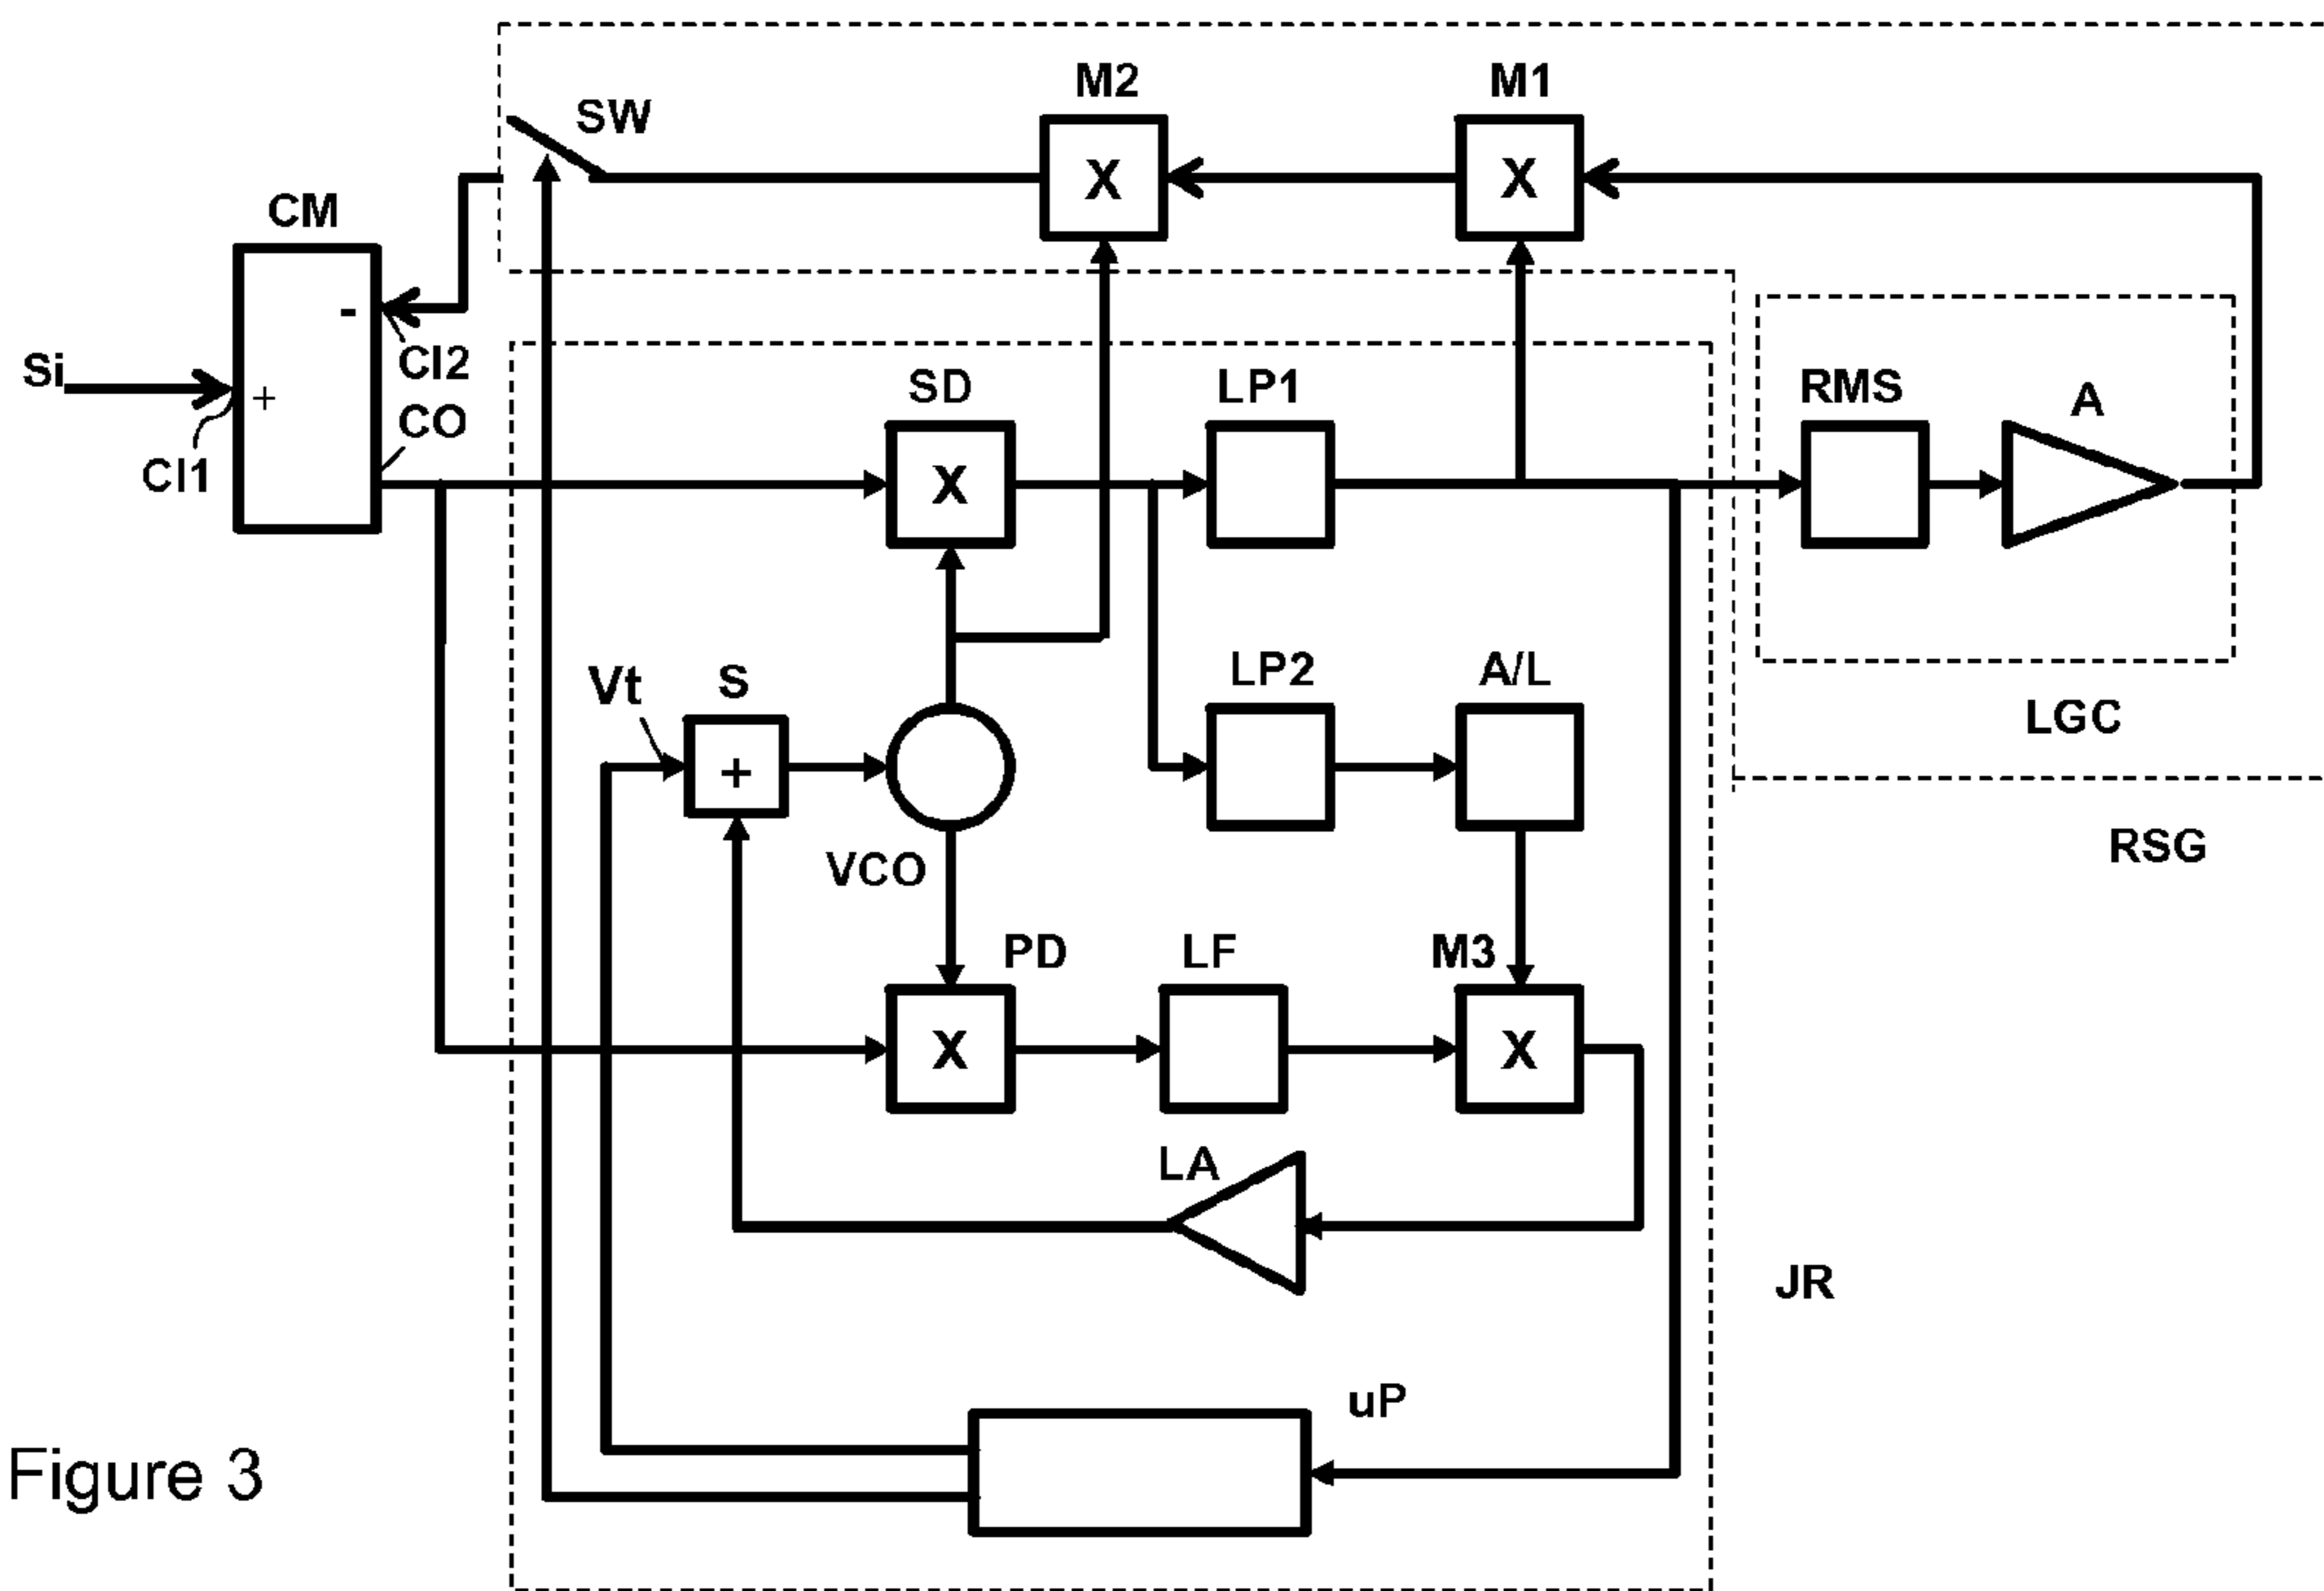 M2
M1
SW
X
X
CM
-
Si
+
CI2
CO
CI1
SD
LP1
RMS
A
X
Vt
S
LP2
A/L
LGC
+
VCO
RSG
PD
LF
M3
X
X
LA
JR
uP
Figure 3